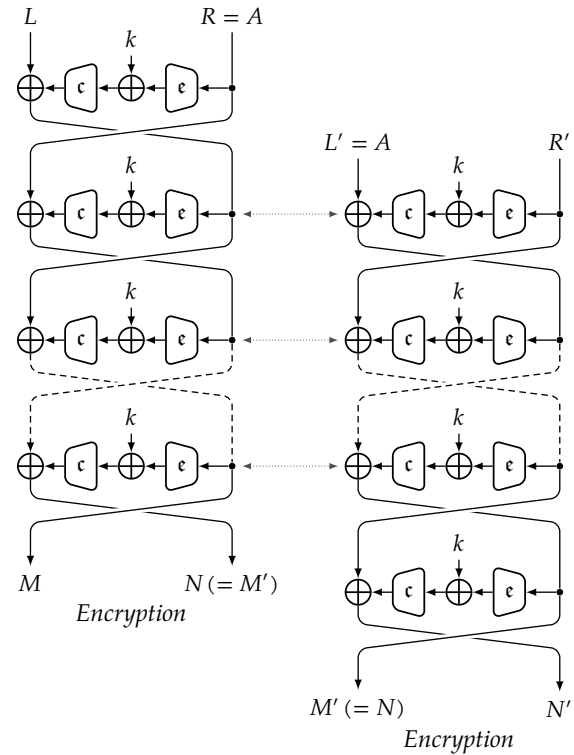 L R = A
k
c e
L′ = A R′
k k
c e c e
k k
c e c e
k k
c e c e
k
M N (= M′) c e
Encryption
M′ (= N) N′
Encryption